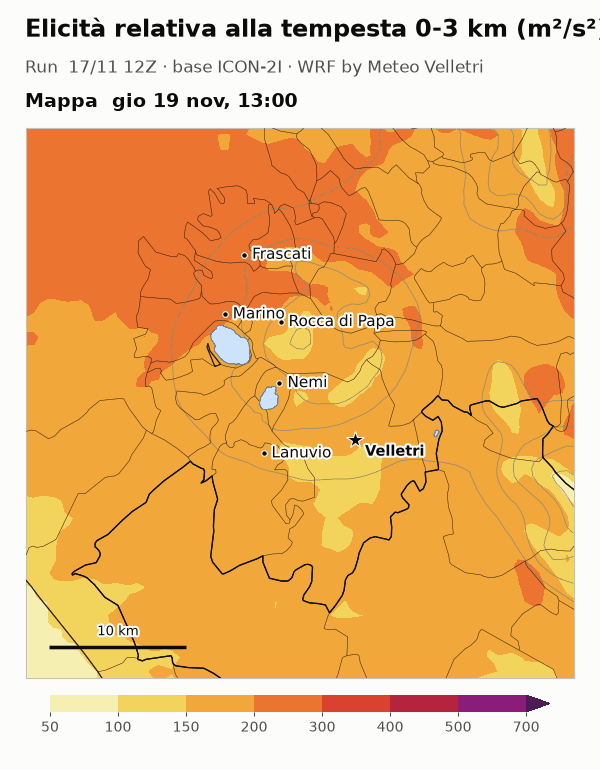 Elicità relativa alla tempesta 0-3 km (m²/s²)
Run 17/11 12Z · base ICON-2I · WRF by Meteo Velletri
Mappa gio 19 nov, 13:00
Frascati
Marino
Rocca di Papa
Nemi
Velletri
Lanuvio
10 km
50 100 150 200 300 400 500 700